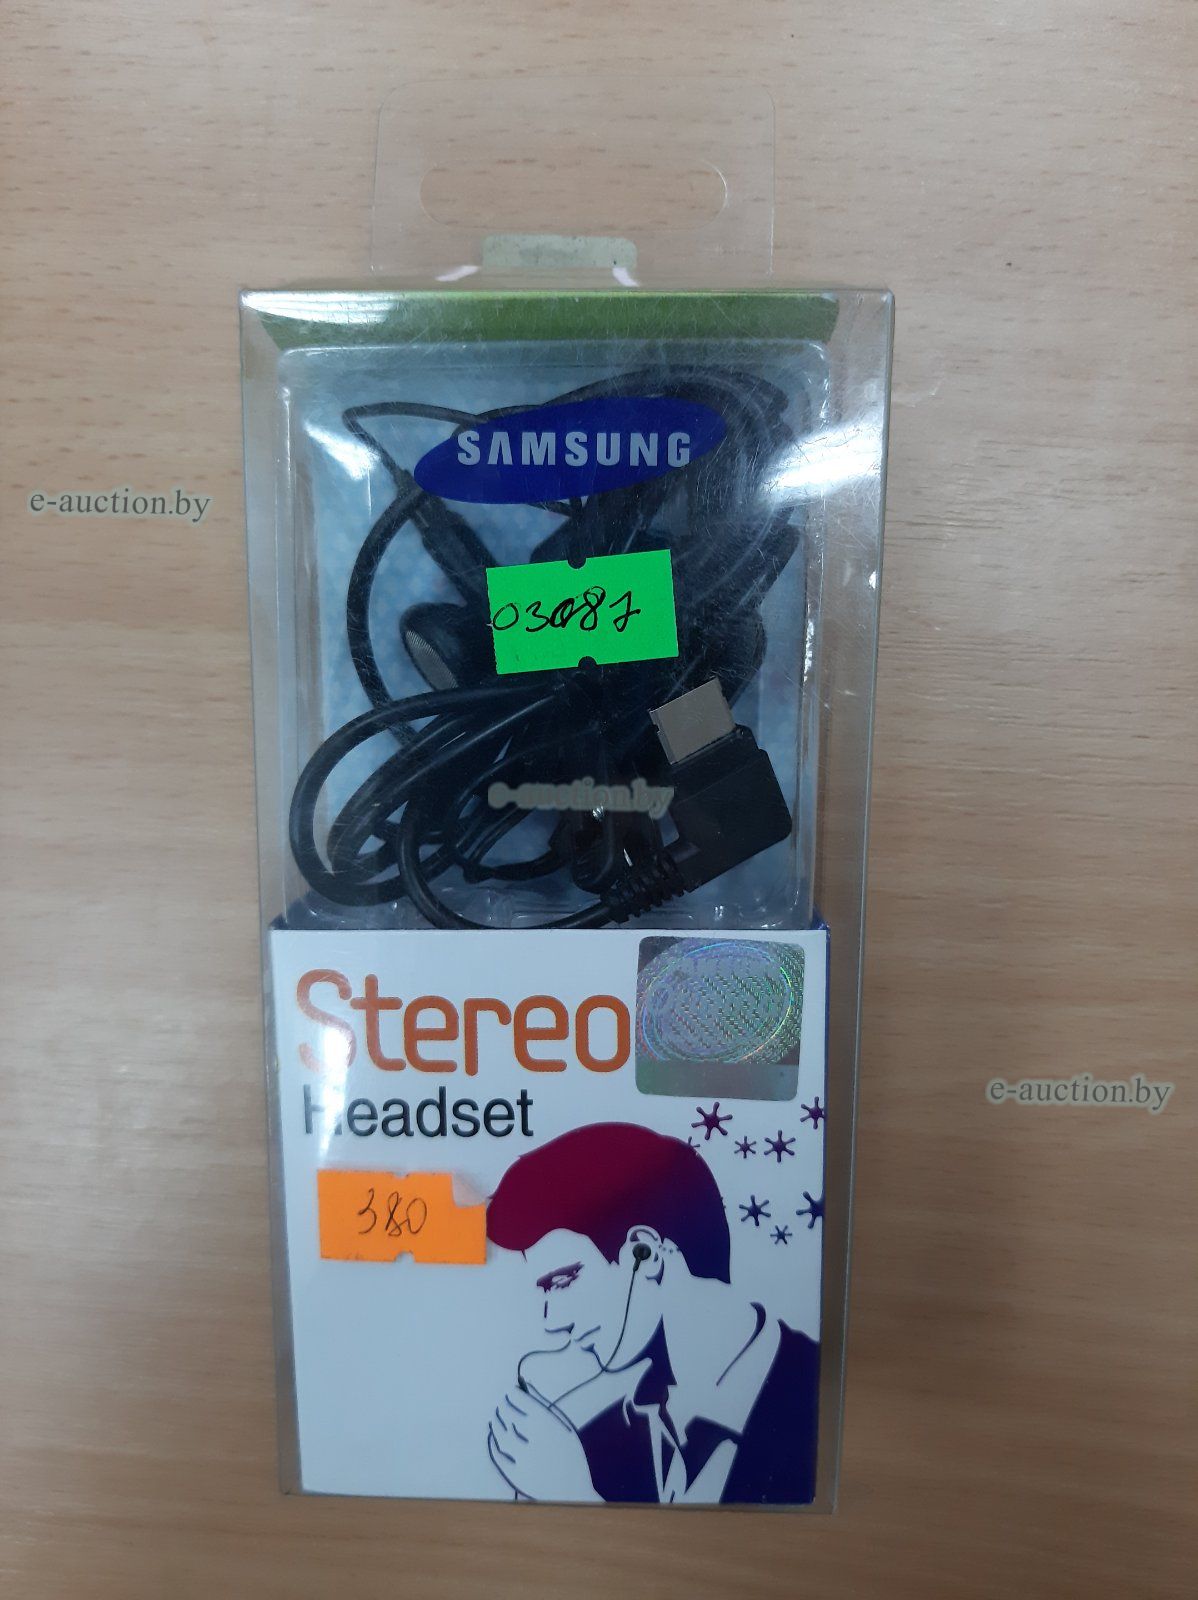 SAMSUNG
e-auction.by
03087
e-auction.by
Stereo
Headset
e-auction.by
380